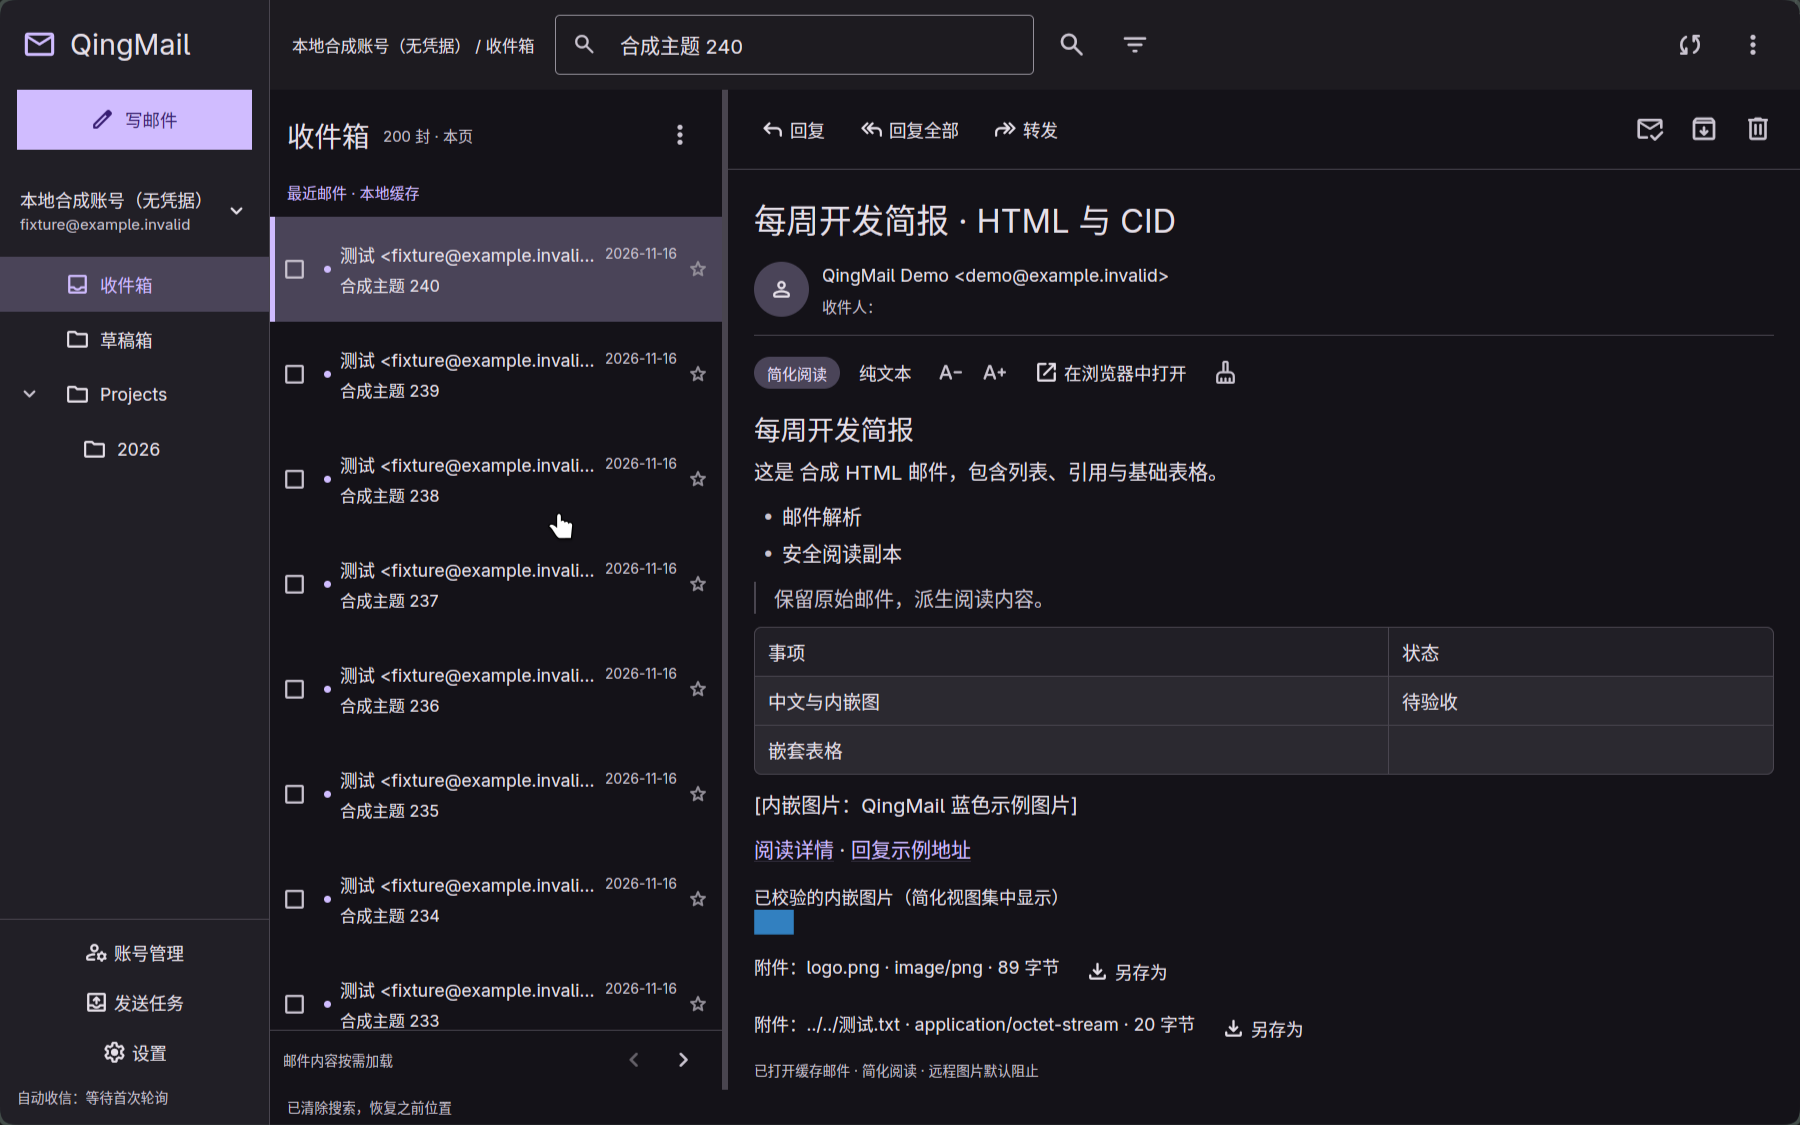 QingMail
写邮件
本地合成账号（无凭据）
fixture@example.invalid
收件箱
草稿箱
Projects
2026
账号管理
发送任务
设置
自动收信：等待首次轮询
本地合成账号（无凭据） / 收件箱
合成主题 240
收件箱 200 封 · 本页
最近邮件 · 本地缓存
测试 <fixture@example.invali... 2026-11-16
合成主题 240
测试 <fixture@example.invali... 2026-11-16
合成主题 239
测试 <fixture@example.invali... 2026-11-16
合成主题 238
测试 <fixture@example.invali... 2026-11-16
合成主题 237
测试 <fixture@example.invali... 2026-11-16
合成主题 236
测试 <fixture@example.invali... 2026-11-16
合成主题 235
测试 <fixture@example.invali... 2026-11-16
合成主题 234
测试 <fixture@example.invali... 2026-11-16
合成主题 233
邮件内容按需加载
已清除搜索，恢复之前位置
回复 回复全部 转发
每周开发简报 · HTML 与 CID
QingMail Demo <demo@example.invalid>
收件人：
简化阅读 纯文本 A− A+ 在浏览器中打开
每周开发简报
这是 合成 HTML 邮件，包含列表、引用与基础表格。
• 邮件解析
• 安全阅读副本
保留原始邮件，派生阅读内容。
事项 状态
中文与内嵌图 待验收
嵌套表格
[内嵌图片：QingMail 蓝色示例图片]
阅读详情 · 回复示例地址
已校验的内嵌图片（简化视图集中显示）
附件：logo.png · image/png · 89 字节 另存为
附件：../../测试.txt · application/octet-stream · 20 字节 另存为
已打开缓存邮件 · 简化阅读 · 远程图片默认阻止